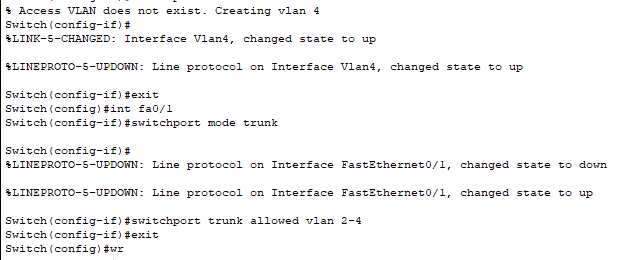 % Access VLAN does not exist. Creating vlan 4
Switch(config-if)#
%LINK-5-CHANGED: Interface Vlan4, changed state to up
%LINEPROTO-5-UPDOWN: Line protocol on Interface Vlan4, changed state to up
Switch(config-if)#exit
Switch(config)#int fa0/1
Switch(config-if)#switchport mode trunk
Switch(config-if)#
%LINEPROTO-5-UPDOWN: Line protocol on Interface FastEthernet0/1, changed state to down
%LINEPROTO-5-UPDOWN: Line protocol on Interface FastEthernet0/1, changed state to up
Switch(config-if)#switchport trunk allowed vlan 2-4
Switch(config-if)#exit
Switch(config)#wr